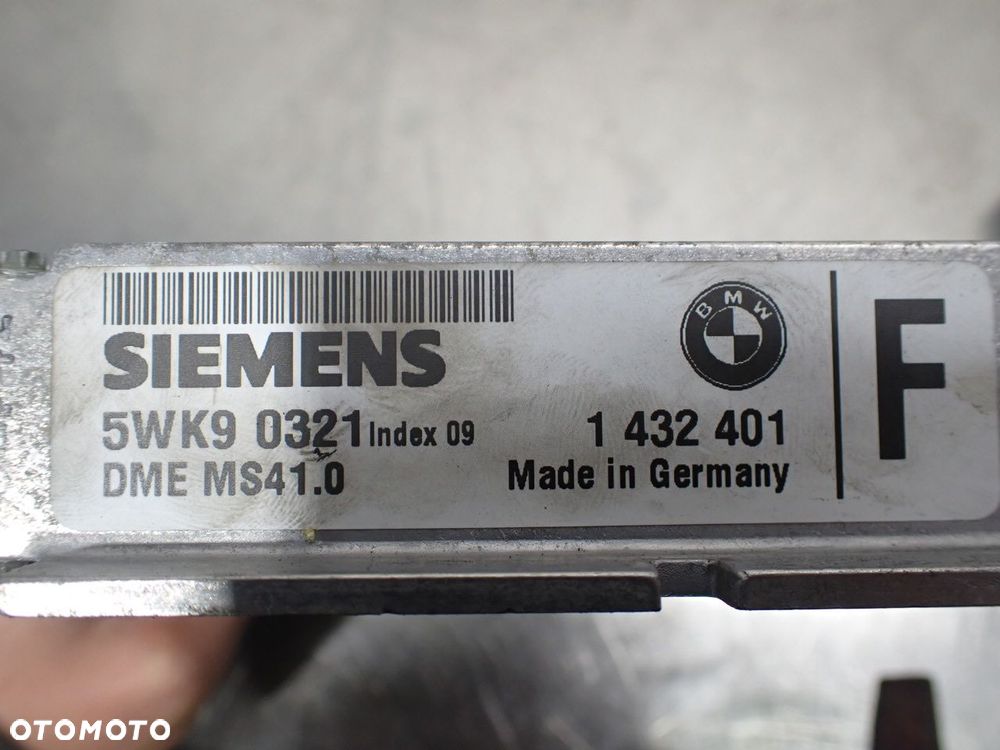 SIEMENS
5WK9 0321 Index 09
DME MS41.0
BMW
1 432 401
Made in Germany
F
OTOMOTO